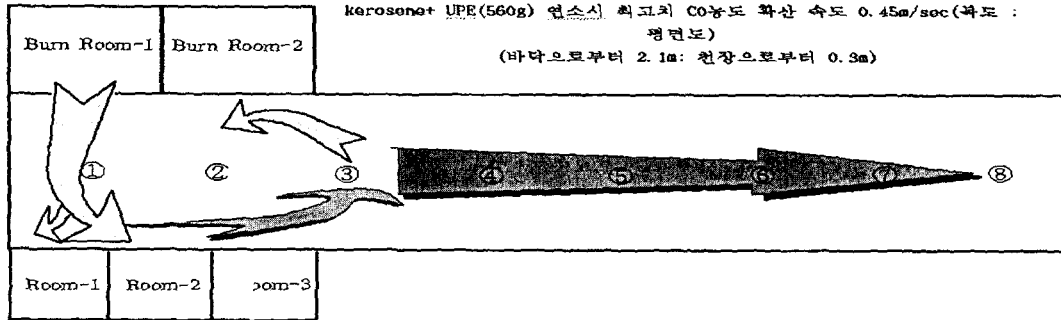 kerosene+ UPE(560g) 연소시 최고치 CO농도 확산 속도 0.45m/sec(복도 :
평면도)
(바닥으로부터 2.1m: 천장으로부터 0.3m)
Burn Room-1 Burn Room-2
① ② ③ ④ ⑤ ⑥ ⑦ ⑧
Room-1 Room-2 oom-3